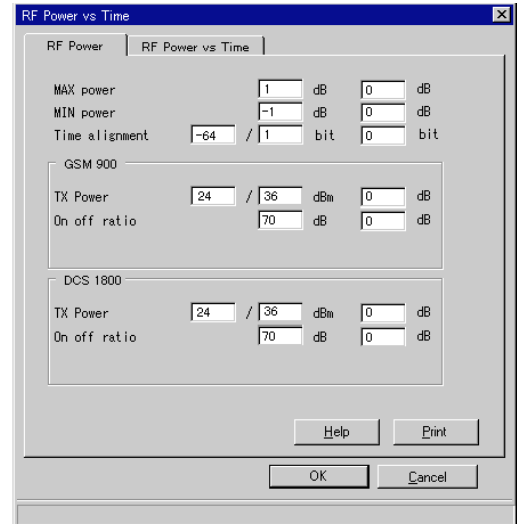 RF Power vs Time
RF Power RF Power vs Time
MAX power 1 dB 0 dB
MIN power -1 dB 0 dB
Time alignment -64 / 1 bit 0 bit
GSM 900
TX Power 24 / 36 dBm 0 dB
On off ratio 70 dB 0 dB
DCS 1800
TX Power 24 / 36 dBm 0 dB
On off ratio 70 dB 0 dB
Help Print
OK Cancel